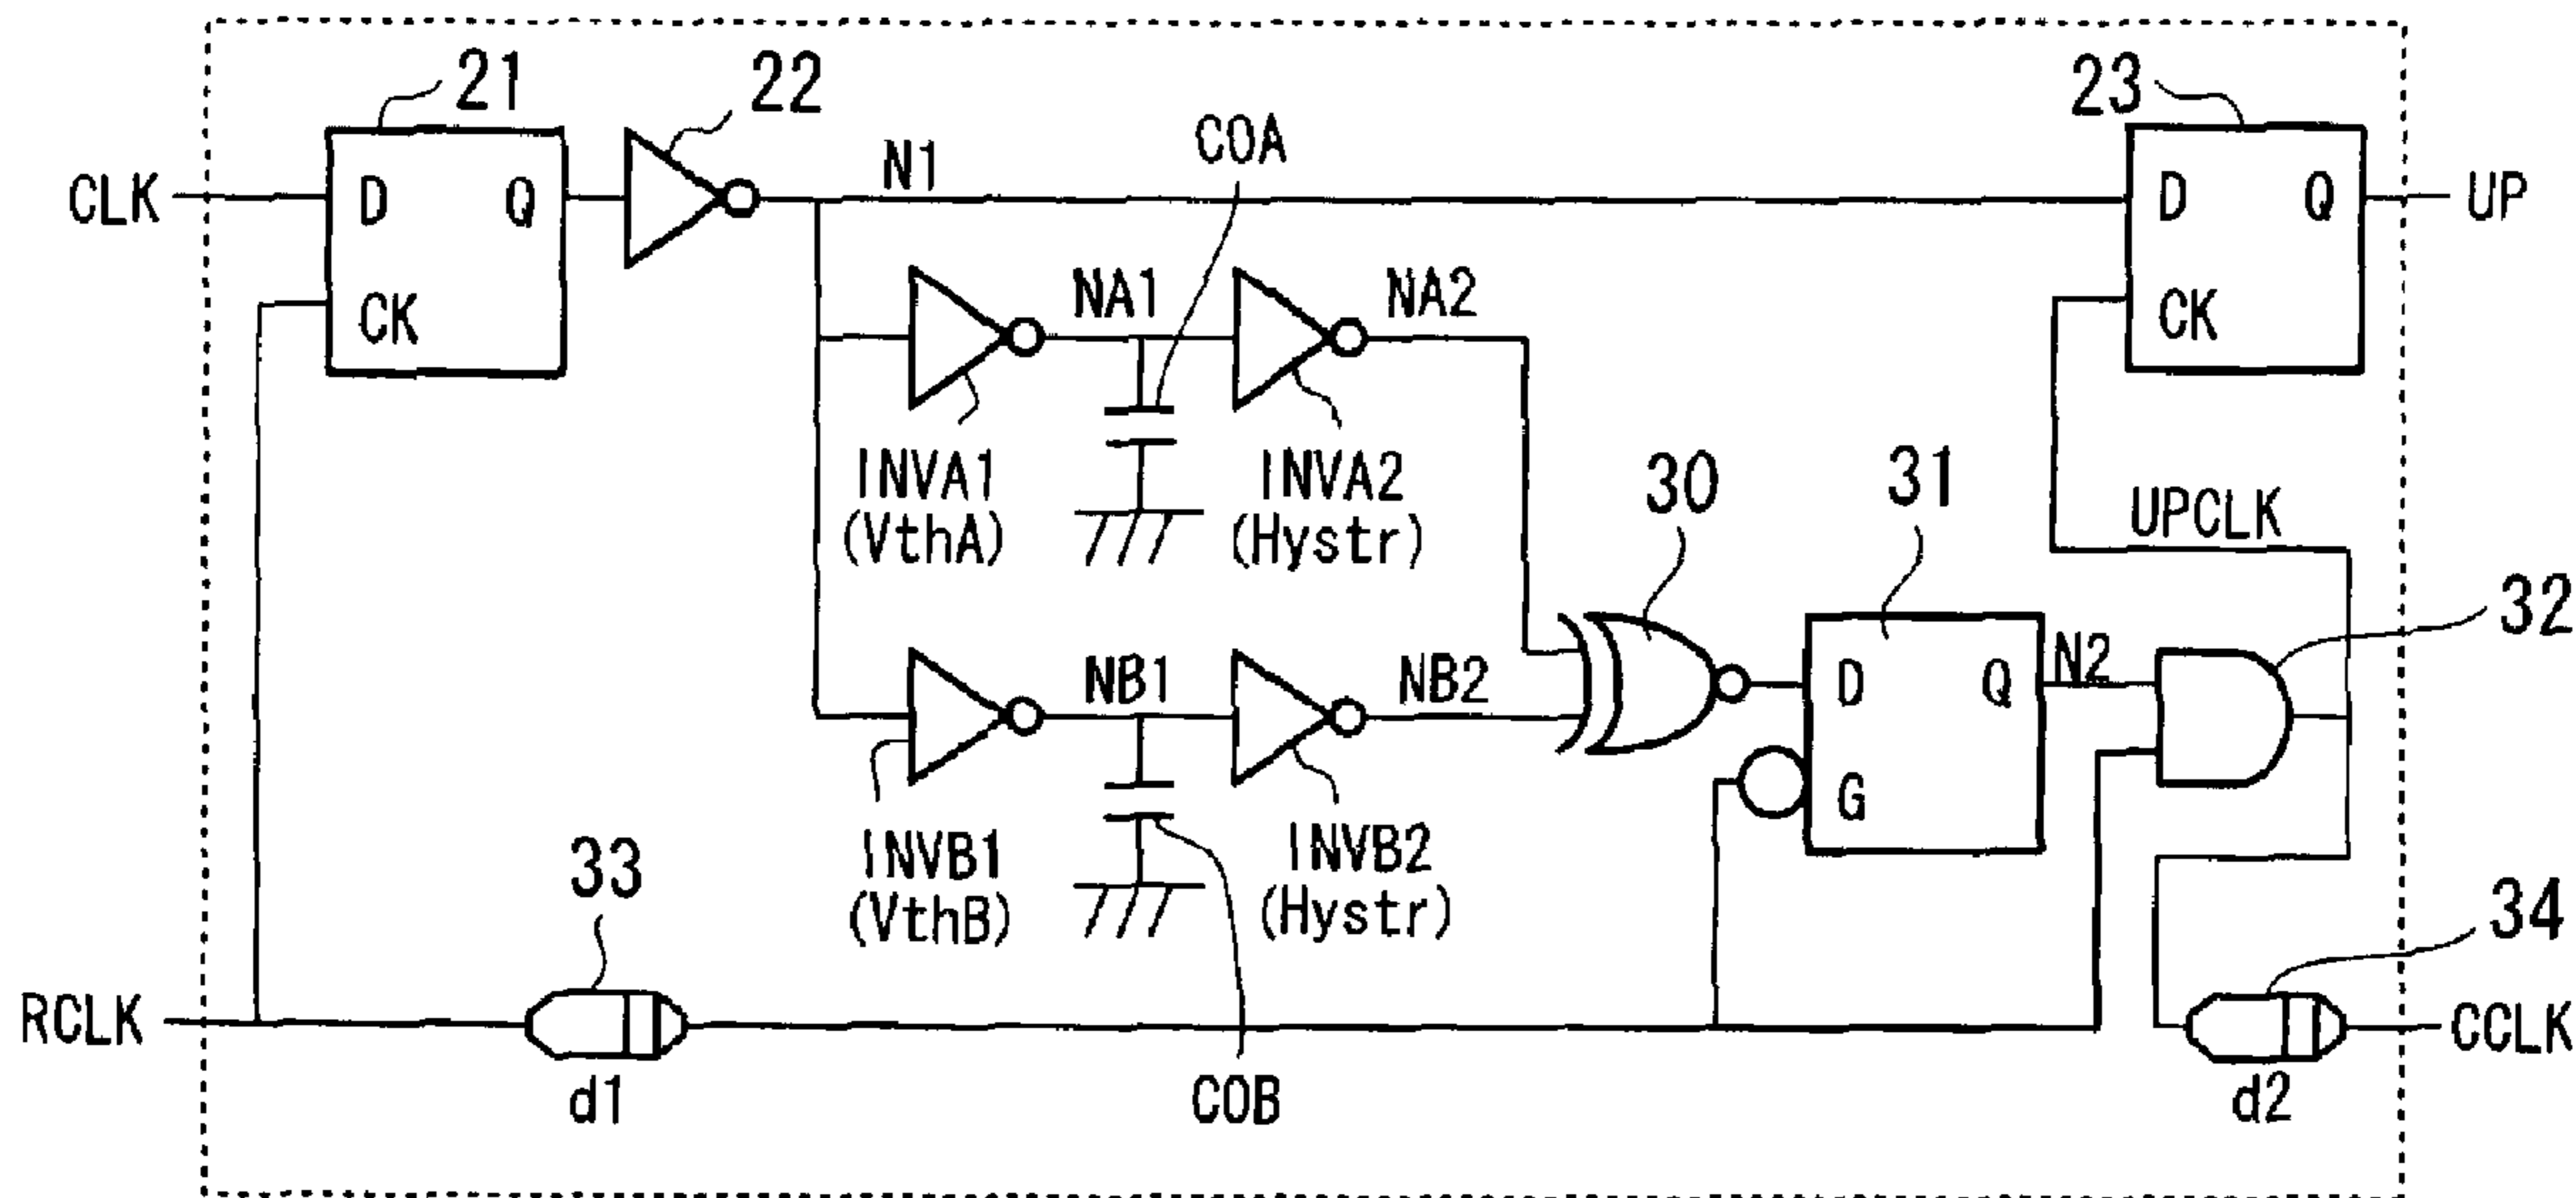 21
22
23
CLK
D
Q
CK
N1
COA
D
Q
CK
UP
NA1
NA2
INVA1
(VthA)
INVA2
(Hystr)
30
31
UPCLK
32
NB1
NB2
D
Q
G
N2
INVB1
(VthB)
INVB2
(Hystr)
33
34
RCLK
d1
COB
CCLK
d2